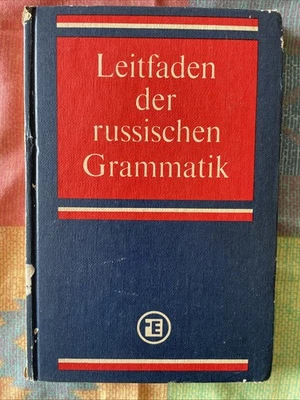 Leitfaden
der
russischen
Grammatik